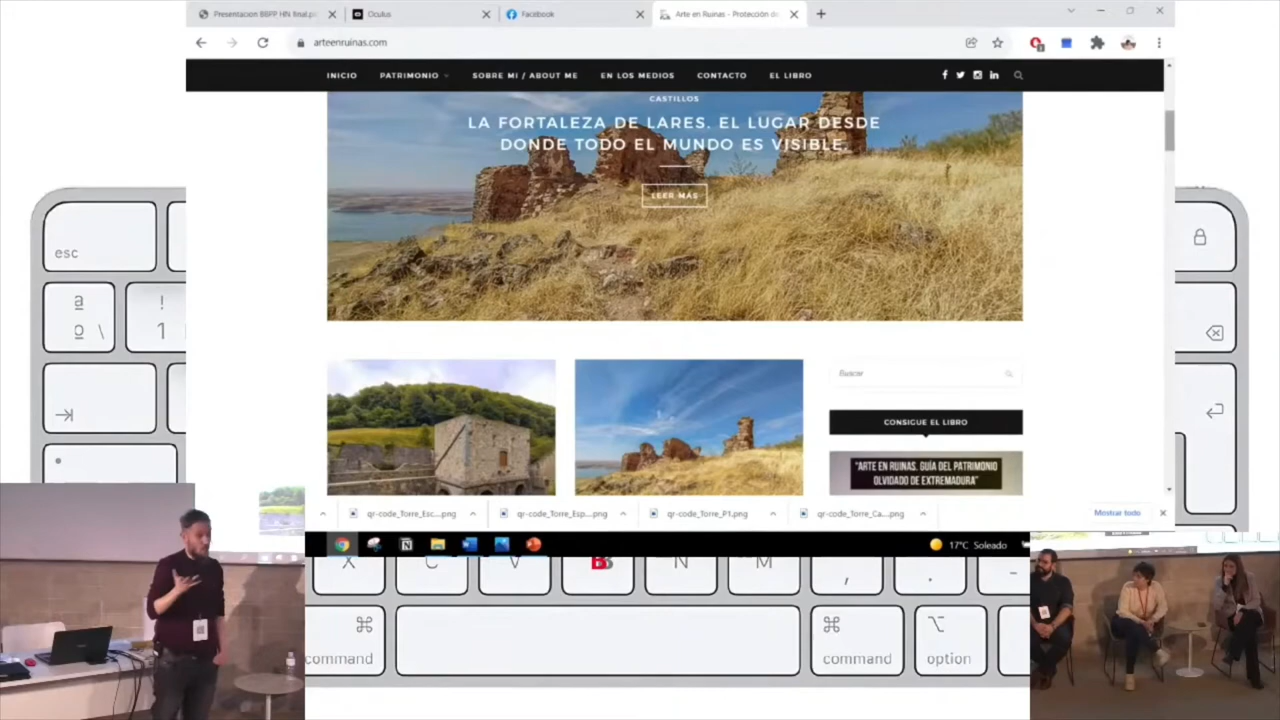 Presentacion BBPP HN final.pp
Oculus
Facebook
Arte en Ruinas - Protección de
arteenruinas.com
INICIO PATRIMONIO SOBRE MI / ABOUT ME EN LOS MEDIOS CONTACTO EL LIBRO
CASTILLOS
LA FORTALEZA DE LARES. EL LUGAR DESDE
DONDE TODO EL MUNDO ES VISIBLE.
LEER MÁS
Buscar
CONSIGUE EL LIBRO
"ARTE EN RUINAS. GUÍA DEL PATRIMONIO
OLVIDADO DE EXTREMADURA"
qr-code_Torre_Esc....png
qr-code_Torre_Esp....png
qr-code_Torre_P1.png
qr-code_Torre_Ca....png
Mostrar todo
17°C Soleado
esc
a
o \
!
1
X C V B N M , . -
command
command
option